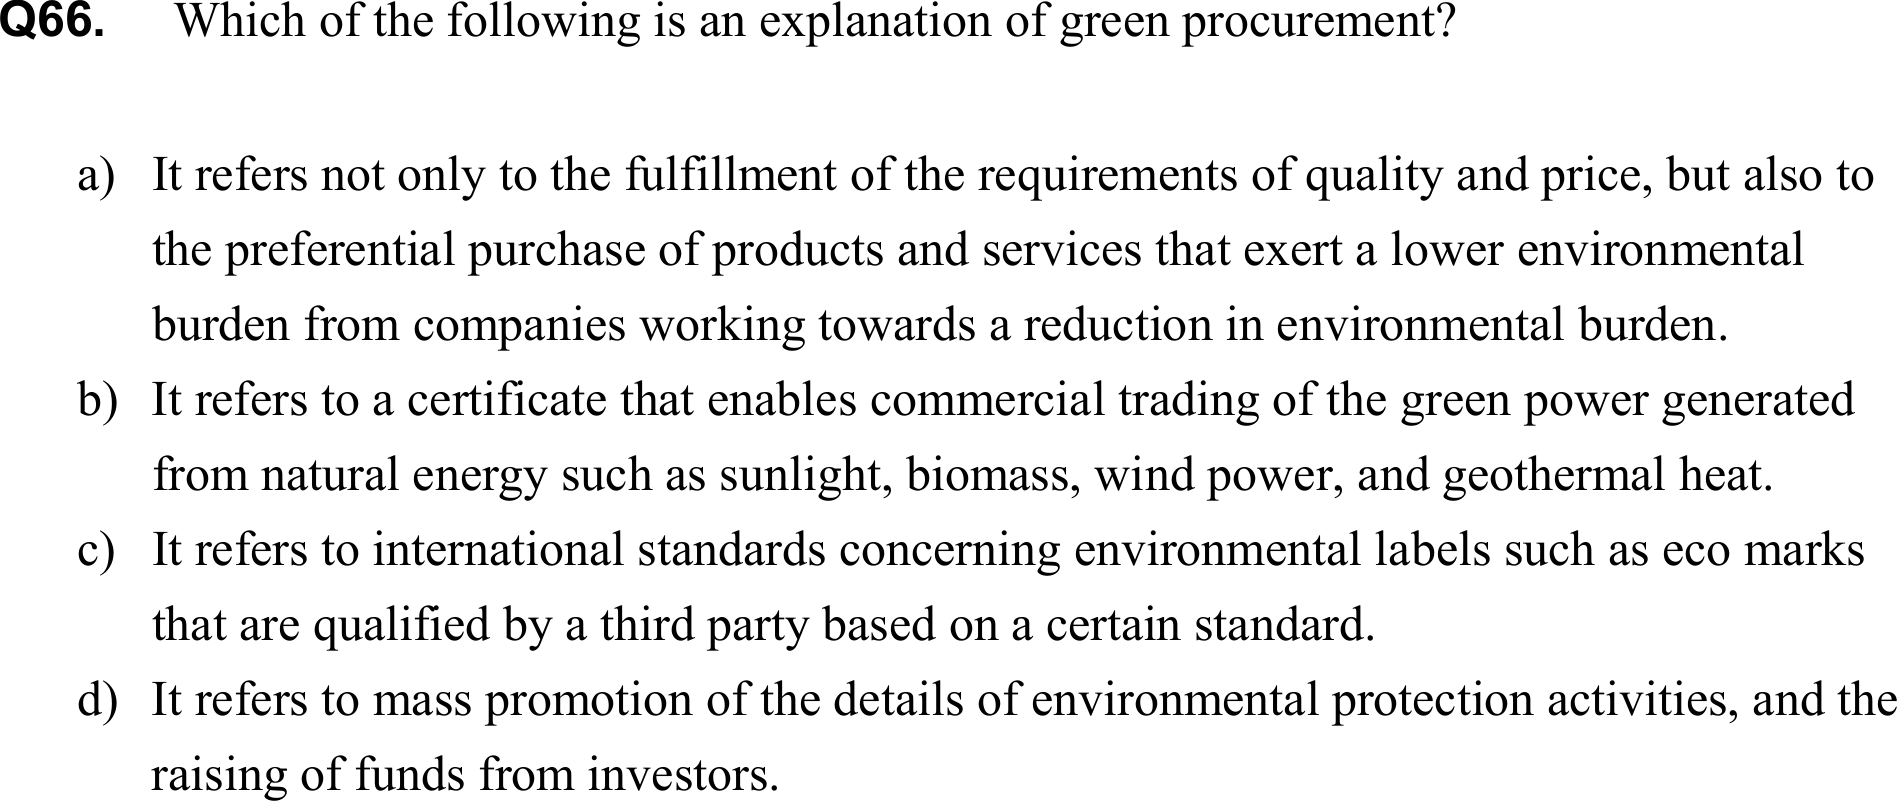 Q66. Which of the following is an explanation of green procurement?
a) It refers not only to the fulfillment of the requirements of quality and price, but also to
the preferential purchase of products and services that exert a lower environmental
burden from companies working towards a reduction in environmental burden.
b) It refers to a certificate that enables commercial trading of the green power generated
from natural energy such as sunlight, biomass, wind power, and geothermal heat.
c) It refers to international standards concerning environmental labels such as eco marks
that are qualified by a third party based on a certain standard.
d) It refers to mass promotion of the details of environmental protection activities, and the
raising of funds from investors.